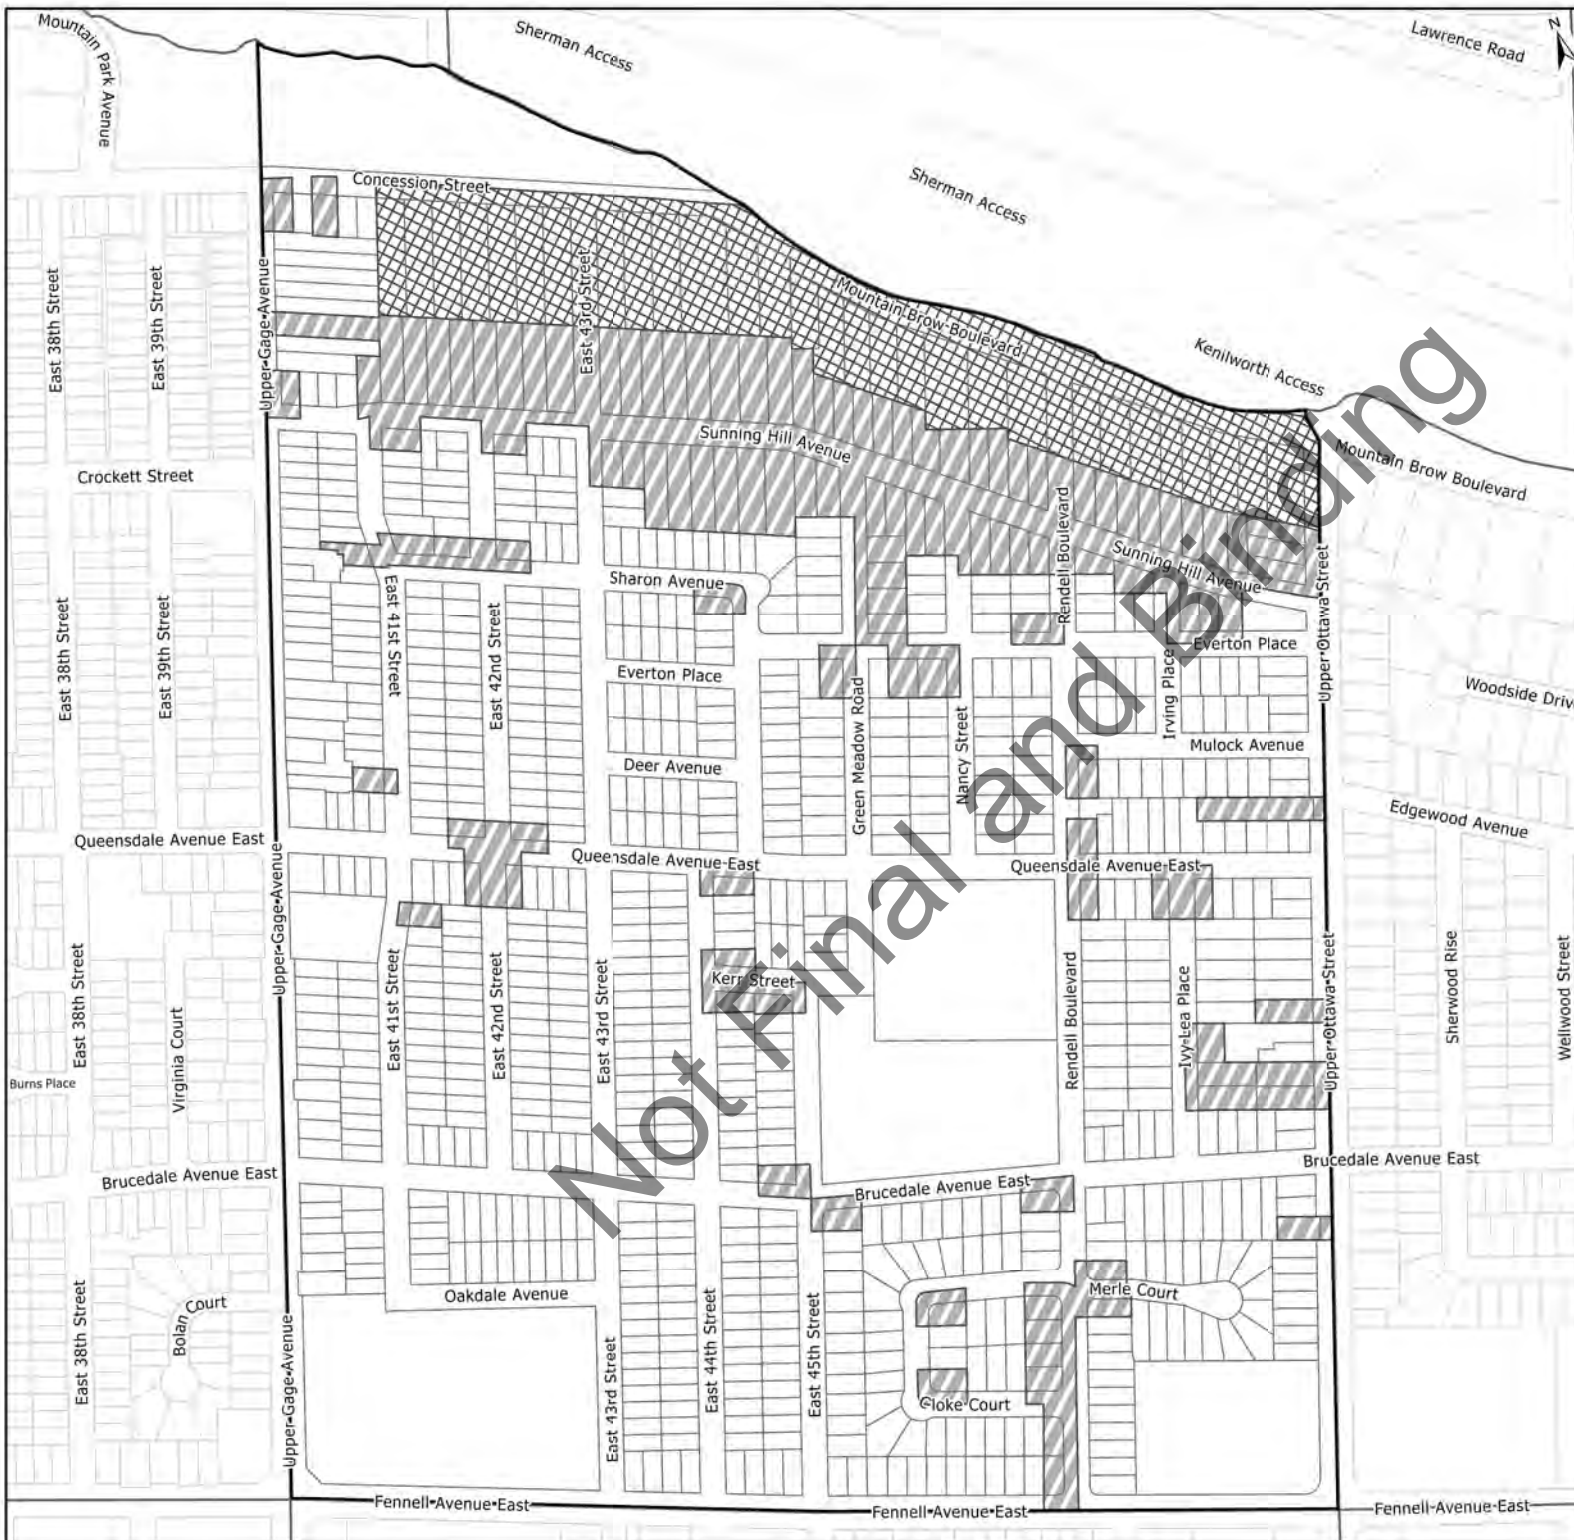 Mountain Park Avenue
Sherman Access
Lawrence Road
N
Concession Street
Sherman Access
East 38th Street
East 39th Street
Upper Gage Avenue
East 43rd Street
Mountain Brow Boulevard
Kenilworth Access
Sunning Hill Avenue
Mountain Brow Boulevard
Crockett Street
Rendell Boulevard
Sunning Hill Avenue
Upper Ottawa Street
Sharon Avenue
East 38th Street
East 39th Street
East 41st Street
East 42nd Street
Everton Place
Everton Place
Irving Place
Woodside Drive
Green Meadow Road
Nancy Street
Mulock Avenue
Deer Avenue
Edgewood Avenue
Queensdale Avenue East
Queensdale Avenue East
Queensdale Avenue East
Upper Gage Avenue
East 38th Street
Virginia Court
East 41st Street
East 42nd Street
East 43rd Street
Kerr Street
Rendell Boulevard
Ivy Lea Place
Upper Ottawa Street
Sherwood Rise
Wellwood Street
Burns Place
Brucedale Avenue East
Brucedale Avenue East
Brucedale Avenue East
Oakdale Avenue
Merle Court
East 38th Street
Bolan Court
Upper Gage Avenue
East 43rd Street
East 44th Street
East 45th Street
Cloke Court
Fennell Avenue East
Fennell Avenue East
Fennell Avenue East
Not Final and Binding